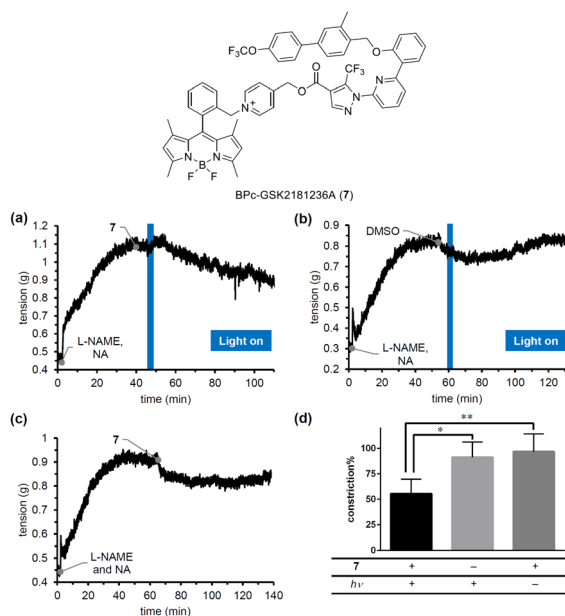 F₃CO
O
CF₃
O
O
N
N
N
N
+
N
N
B
F
F
BPc-GSK2181236A (7)
(a)
tension (g)
1.2
1.1
1
0.9
0.8
0.7
0.6
0.5
0.4
7
L-NAME,
NA
Light on
0
20
40
60
80
100
time (min)
(b)
tension (g)
0.9
0.8
0.7
0.6
0.5
0.4
0.3
0.2
DMSO
L-NAME,
NA
Light on
0
20
40
60
80
100
120
time (min)
(c)
tension (g)
1
0.9
0.8
0.7
0.6
0.5
0.4
7
L-NAME
and NA
0
20
40
60
80
100
120
140
time (min)
(d)
constriction%
100
75
50
25
0
**
*
7 + – +
hν + + –